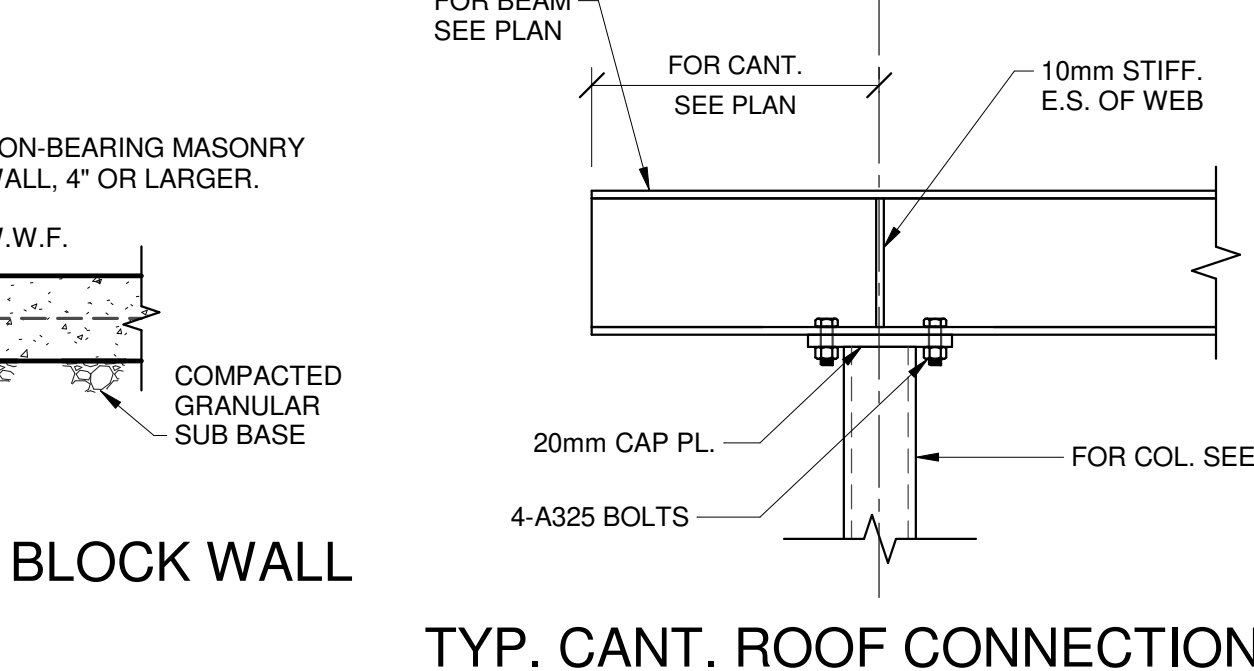 FOR BEAM
SEE PLAN
FOR CANT.
SEE PLAN
10mm STIFF.
E.S. OF WEB
ON-BEARING MASONRY
WALL, 4" OR LARGER.
W.W.F.
COMPACTED
GRANULAR
SUB BASE
20mm CAP PL.
4-A325 BOLTS
FOR COL. SEE
BLOCK WALL
TYP. CANT. ROOF CONNECTION